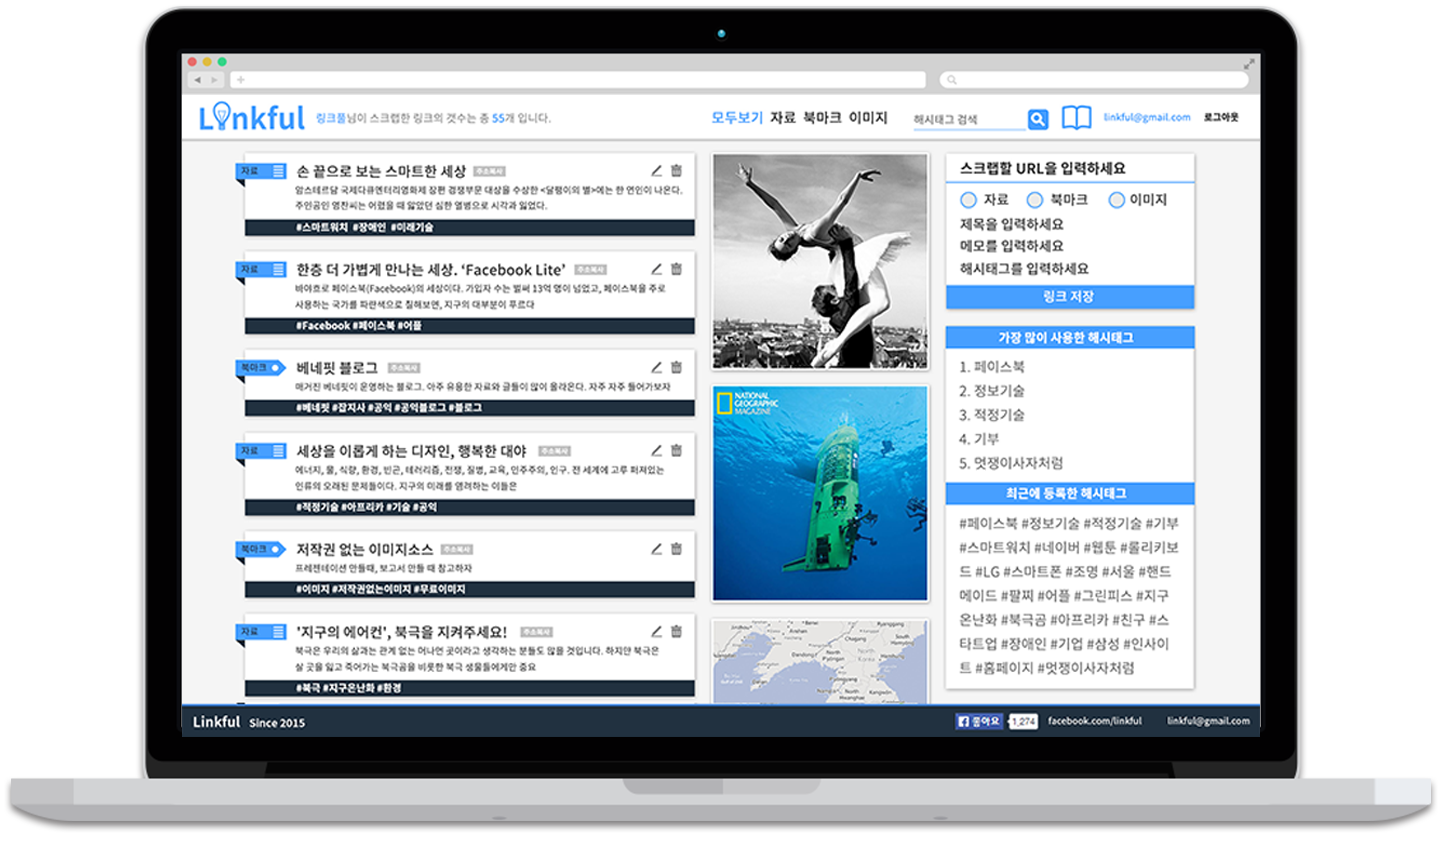 Linkful
링크풀님이 스크랩한 링크의 갯수는 총 55개 입니다.
모두보기 자료 북마크 이미지
해시태그 검색
linkful@gmail.com
로그아웃
자료
손 끝으로 보는 스마트한 세상
주소복사
암스테르담 국제다큐멘터리영화제 장편 경쟁부문 대상을 수상한 <달팽이의 별>에는 한 연인이 나온다.
주인공인 영찬씨는 어렸을 때 앓았던 심한 열병으로 시각과 잃었다.
#스마트워치 #장애인 #미래기술
자료
한층 더 가볍게 만나는 세상. ‘Facebook Lite’
주소복사
바야흐로 페이스북(Facebook)의 세상이다. 가입자 수는 벌써 13억 명이 넘었고, 페이스북을 주로
사용하는 국가를 파란색으로 칠해보면, 지구의 대부분이 푸르다
#Facebook #페이스북 #어플
북마크
베네핏 블로그
주소복사
매거진 베네핏이 운영하는 블로그. 아주 유용한 자료와 글들이 많이 올라온다. 자주 자주 들어가보자
#베네핏 #잡지사 #공익 #공익블로그 #블로그
자료
세상을 이롭게 하는 디자인, 행복한 대야
주소복사
에너지, 물, 식량, 환경, 빈곤, 테러리즘, 전쟁, 질병, 교육, 민주주의, 인구. 전 세계에 고루 퍼져있는
인류의 오래된 문제들이다. 지구의 미래를 염려하는 이들은
#적정기술 #아프리카 #기술 #공익
북마크
저작권 없는 이미지소스
주소복사
프레젠테이션 만들때, 보고서 만들 때 참고하자
#이미지 #저작권없는이미지 #무료이미지
자료
'지구의 에어컨', 북극을 지켜주세요!
주소복사
북극은 우리의 삶과는 관계 없는 머나먼 곳이라고 생각하는 분들도 많을 것입니다. 하지만 북극은
살 곳을 잃고 죽어가는 북극곰을 비롯한 북극 생물들에게만 중요
#북극 #지구온난화 #환경
NATIONAL
GEOGRAPHIC
MAGAZINE
Jinzhou
Benxi
Anshan
Dandong
North
Pyongan
Chagang
Ryanggang
South
Hamgyong
North
Korea
Pyongyang
North
Hwanghae
Kangwon
Dalian
스크랩할 URL을 입력하세요
자료 북마크 이미지
제목을 입력하세요
메모를 입력하세요
해시태그를 입력하세요
링크 저장
가장 많이 사용한 해시태그
1. 페이스북
2. 정보기술
3. 적정기술
4. 기부
5. 멋쟁이사자처럼
최근에 등록한 해시태그
#페이스북 #정보기술 #적정기술 #기부
#스마트워치 #네이버 #웹툰 #롤리키보
드 #LG #스마트폰 #조명 #서울 #핸드
메이드 #팔찌 #어플 #그린피스 #지구
온난화 #북극곰 #아프리카 #친구 #스
타트업 #장애인 #기업 #삼성 #인사이
트 #홈페이지 #멋쟁이사자처럼
Linkful Since 2015
좋아요 1,274
facebook.com/linkful
linkful@gmail.com